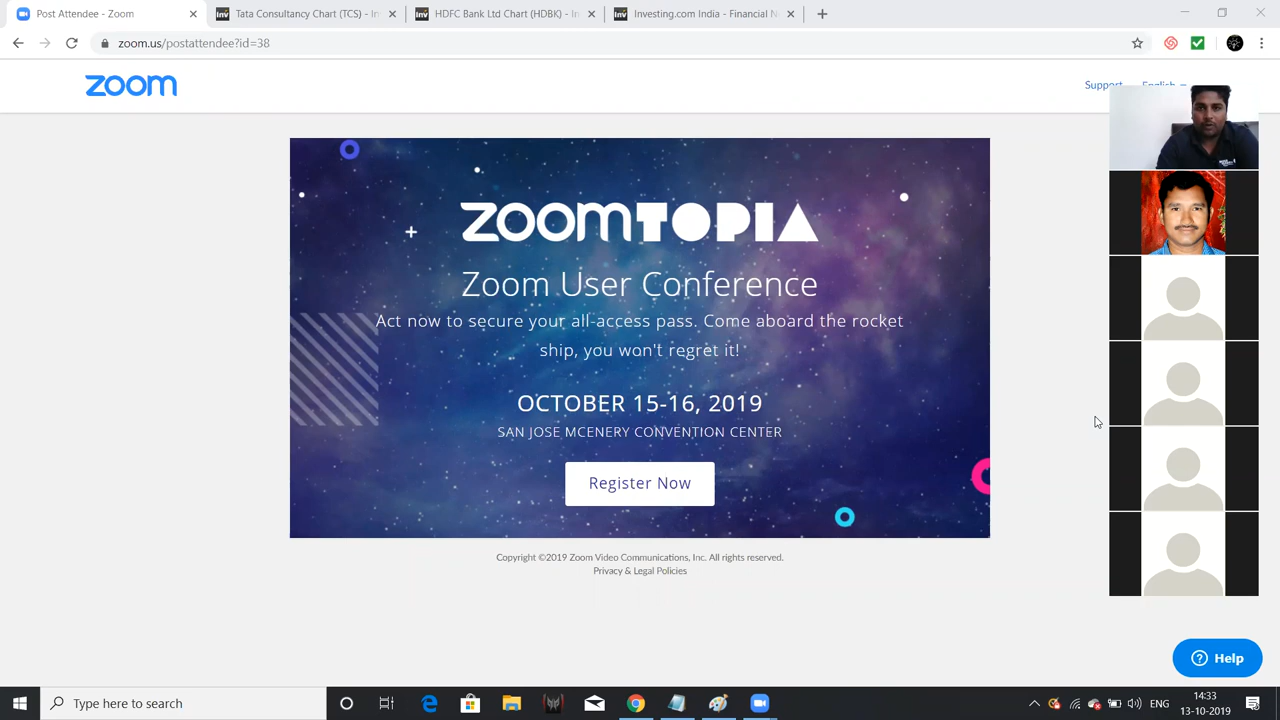 Post Attendee - Zoom
Tata Consultancy Chart (TCS) - In
HDFC Bank Ltd Chart (HDBK) - In
Investing.com India - Financial N
zoom.us/postattendee?id=38
zoom
Support
English
ZOOMTOPIA
Zoom User Conference
Act now to secure your all-access pass. Come aboard the rocket
ship, you won't regret it!
OCTOBER 15-16, 2019
SAN JOSE MCENERY CONVENTION CENTER
Register Now
Copyright ©2019 Zoom Video Communications, Inc. All rights reserved.
Privacy & Legal Policies
Help
Type here to search
ENG
14:33
13-10-2019